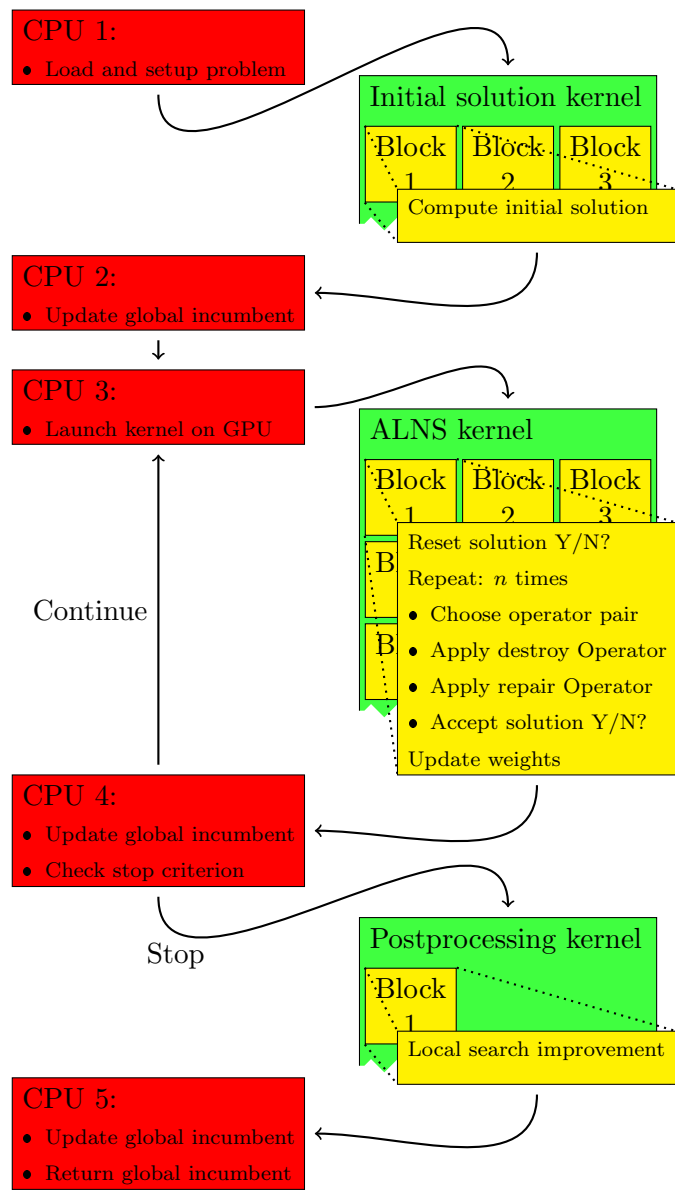 CPU 1:
• Load and setup problem
Initial solution kernel
Block Block Block
1 2 3
Compute initial solution
CPU 2:
• Update global incumbent
CPU 3:
• Launch kernel on GPU
ALNS kernel
Block Block Block
1 2 3
Reset solution Y/N?
Repeat: n times
• Choose operator pair
• Apply destroy Operator
• Apply repair Operator
• Accept solution Y/N?
Update weights
Continue
CPU 4:
• Update global incumbent
• Check stop criterion
Stop
Postprocessing kernel
Block
1
Local search improvement
CPU 5:
• Update global incumbent
• Return global incumbent